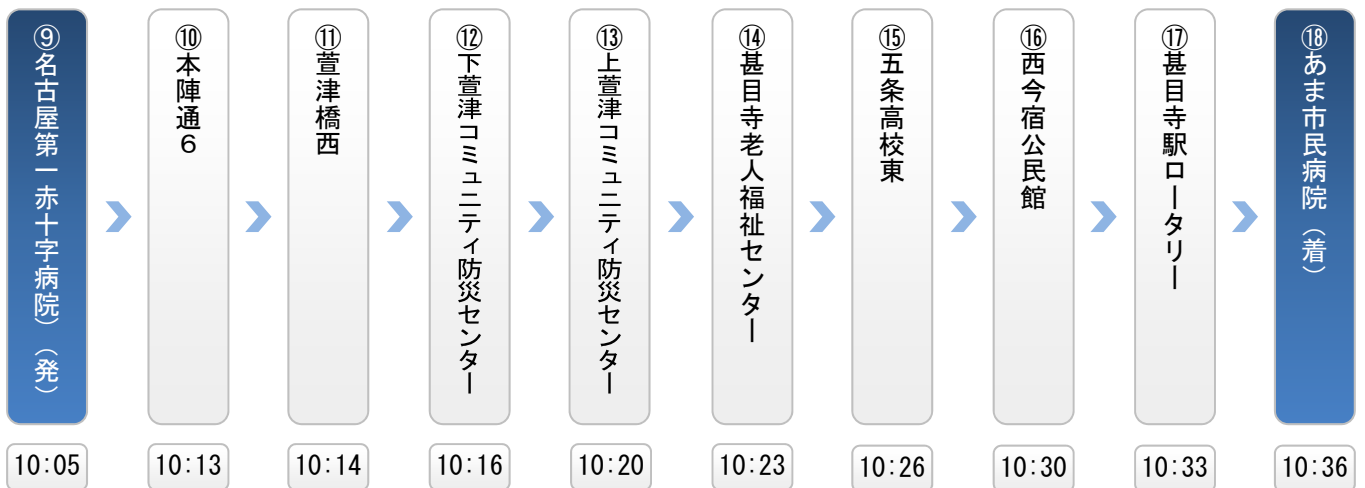 ⑨名古屋第一赤十字病院）（発）
⑩本陣通６
⑪萱津橋西
⑫下萱津コミュニティ防災センター
⑬上萱津コミュニティ防災センター
⑭甚目寺老人福祉センター
⑮五条高校東
⑯西今宿公民館
⑰甚目寺駅ロータリー
⑱あま市民病院（着）
10:05
10:13
10:14
10:16
10:20
10:23
10:26
10:30
10:33
10:36